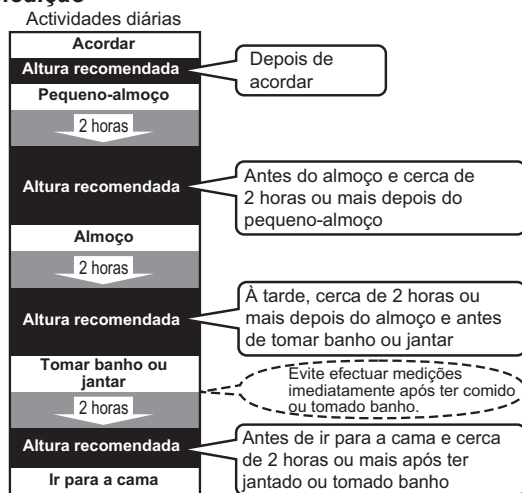 Actividades diárias
Acordar
Altura recomendada
Depois de
acordar
Pequeno-almoço
2 horas
Altura recomendada
Antes do almoço e cerca de
2 horas ou mais depois do
pequeno-almoço
Almoço
2 horas
Altura recomendada
À tarde, cerca de 2 horas ou
mais depois do almoço e antes
de tomar banho ou jantar
Tomar banho ou
jantar
Evite efectuar medições
imediatamente após ter comido
ou tomado banho.
2 horas
Altura recomendada
Antes de ir para a cama e cerca
de 2 horas ou mais após ter
jantado ou tomado banho
Ir para a cama